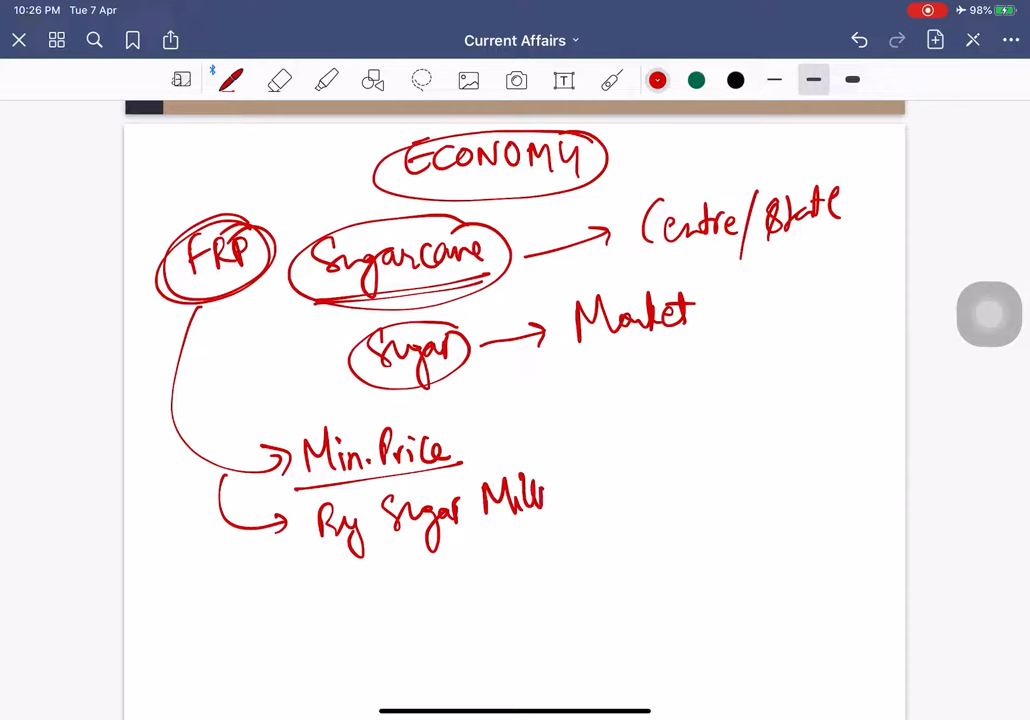 10:26 PM Tue 7 Apr
98%
Current Affairs
T
ECONOMY
FRP Sugarcane Centre/State
Sugar Market
Min. Price
By Sugar Mills